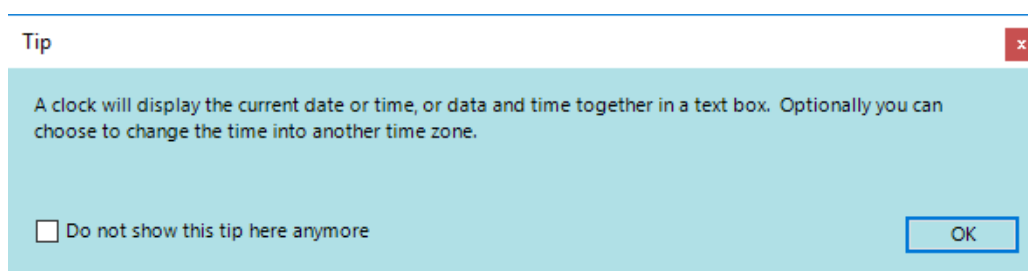 Tip
x
A clock will display the current date or time, or data and time together in a text box.  Optionally you can
choose to change the time into another time zone.
Do not show this tip here anymore
OK